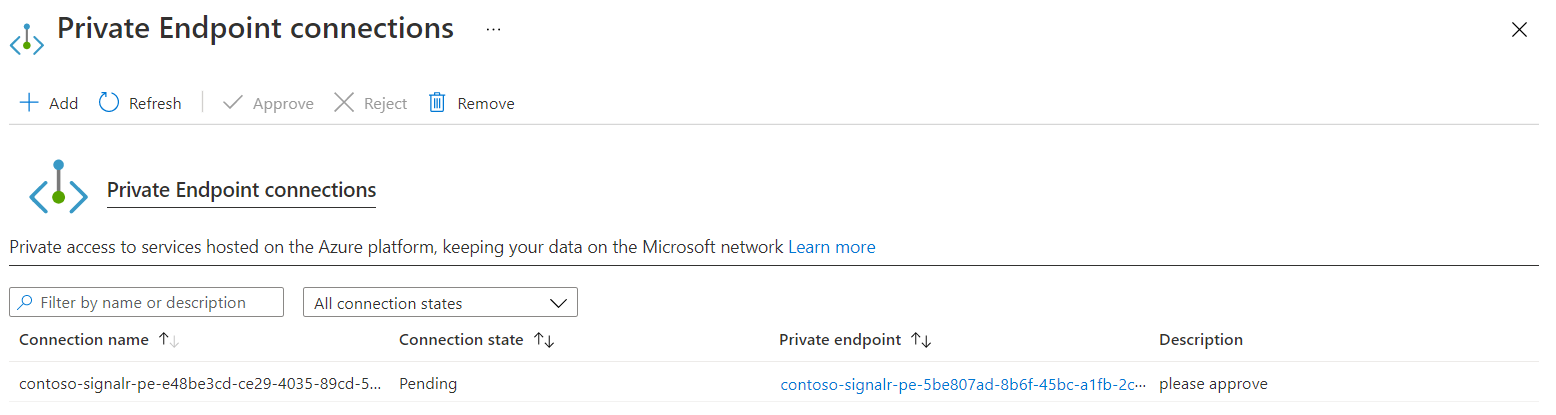 Private Endpoint connections ...
Add Refresh Approve Reject Remove
Private Endpoint connections
Private access to services hosted on the Azure platform, keeping your data on the Microsoft network Learn more
Filter by name or description All connection states
Connection name Connection state Private endpoint Description
contoso-signalr-pe-e48be3cd-ce29-4035-89cd-5... Pending contoso-signalr-pe-5be807ad-8b6f-45bc-a1fb-2c... please approve